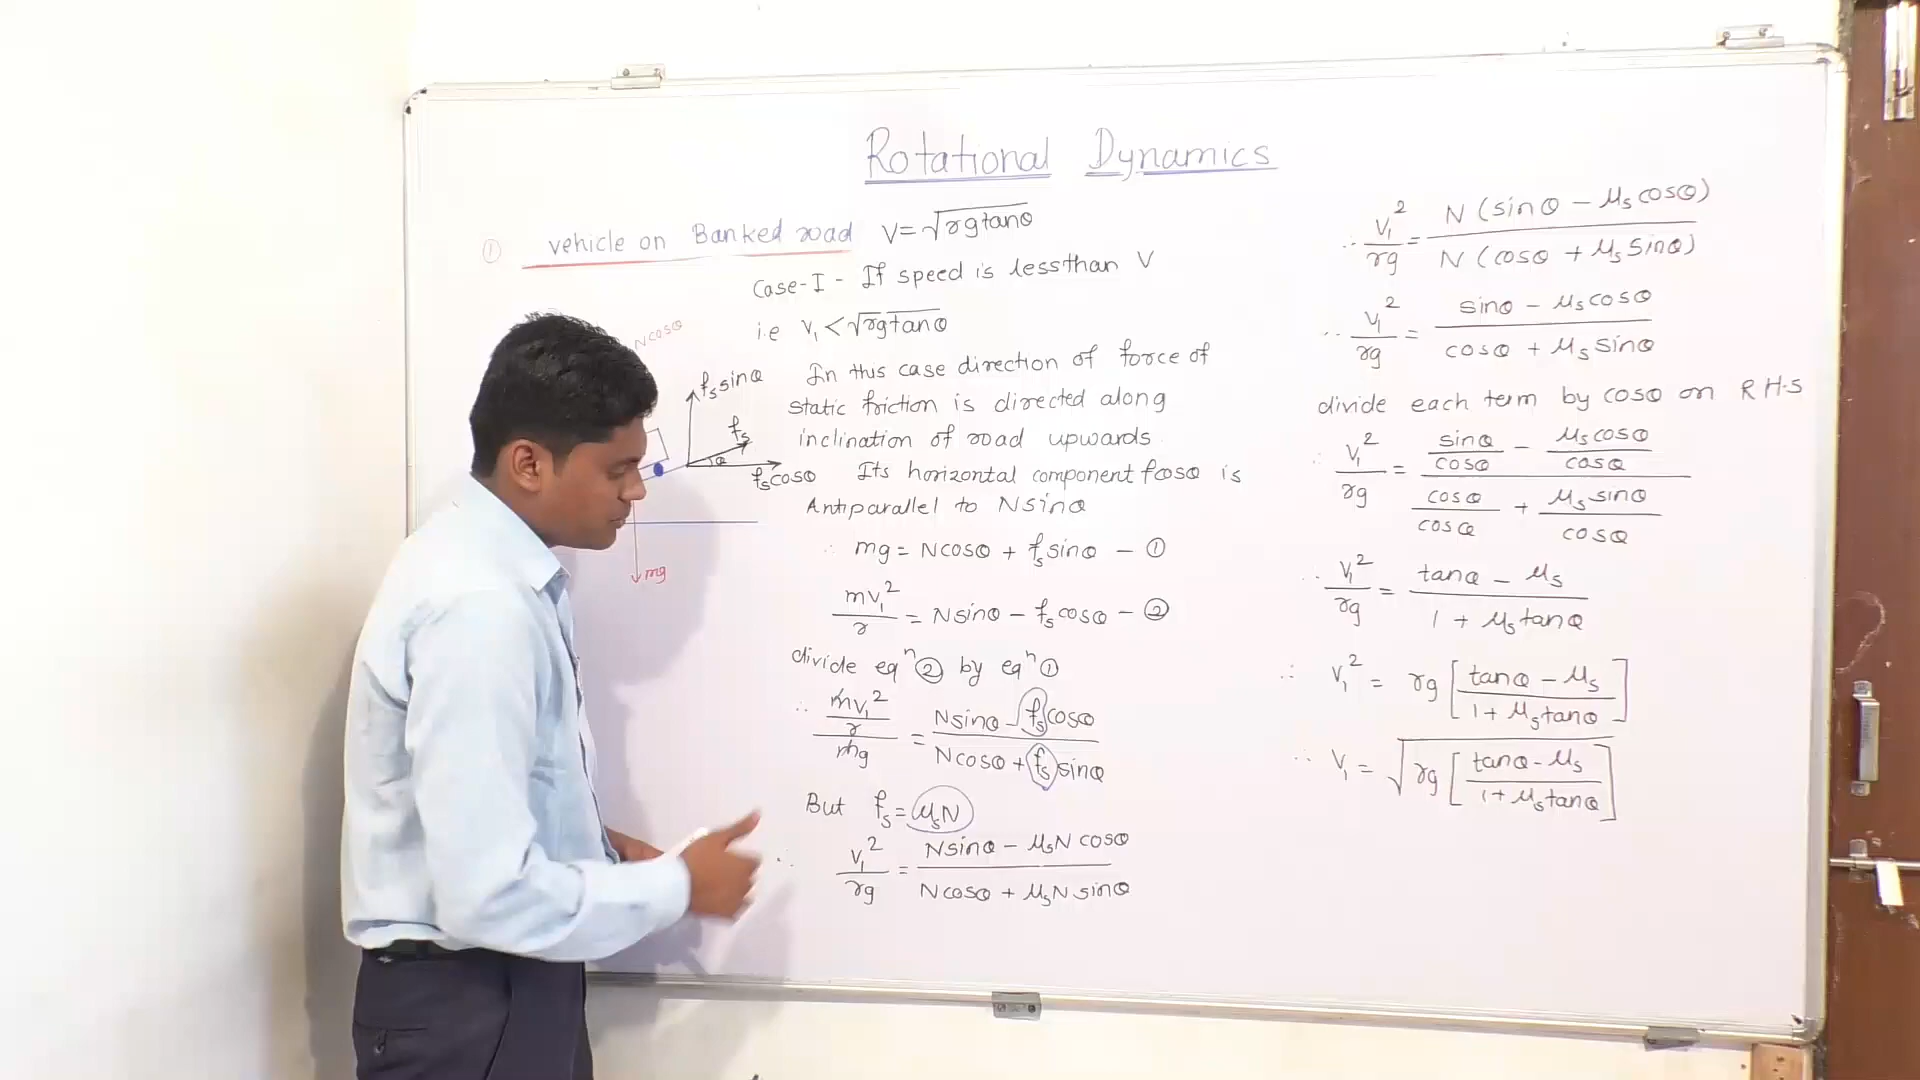 Rotational Dynamics
① vehicle on Banked road V=√rgtanθ
Case-I - If speed is lessthan V
i.e V₁ < √rgtanθ
Ncosθ
fₛsinθ
fₛ
θ
fₛcosθ
mg
In this case direction of force of
static friction is directed along
inclination of road upwards.
Its horizontal component fcosθ is
Antiparallel to Nsinθ
∴ mg = Ncosθ + fₛsinθ - ①
mv₁²/r = Nsinθ - fₛcosθ - ②
divide eqⁿ② by eqⁿ①
∴ (mv₁²/r)/mg = (Nsinθ - fₛcosθ)/(Ncosθ + fₛsinθ)
But fₛ = μₛN
∴ v₁²/rg = (Nsinθ - μₛN cosθ)/(Ncosθ + μₛN sinθ)
∴ v₁²/rg = N (sinθ - μₛcosθ)/N (cosθ + μₛsinθ)
∴ v₁²/rg = (sinθ - μₛcosθ)/(cosθ + μₛsinθ)
divide each term by cosθ on R.H.S
∴ v₁²/rg = (sinθ/cosθ - μₛcosθ/cosθ)/(cosθ/cosθ + μₛsinθ/cosθ)
∴ v₁²/rg = (tanθ - μₛ)/(1 + μₛtanθ)
∴ v₁² = rg [(tanθ - μₛ)/(1 + μₛtanθ)]
∴ v₁ = √rg [(tanθ - μₛ)/(1 + μₛtanθ)]